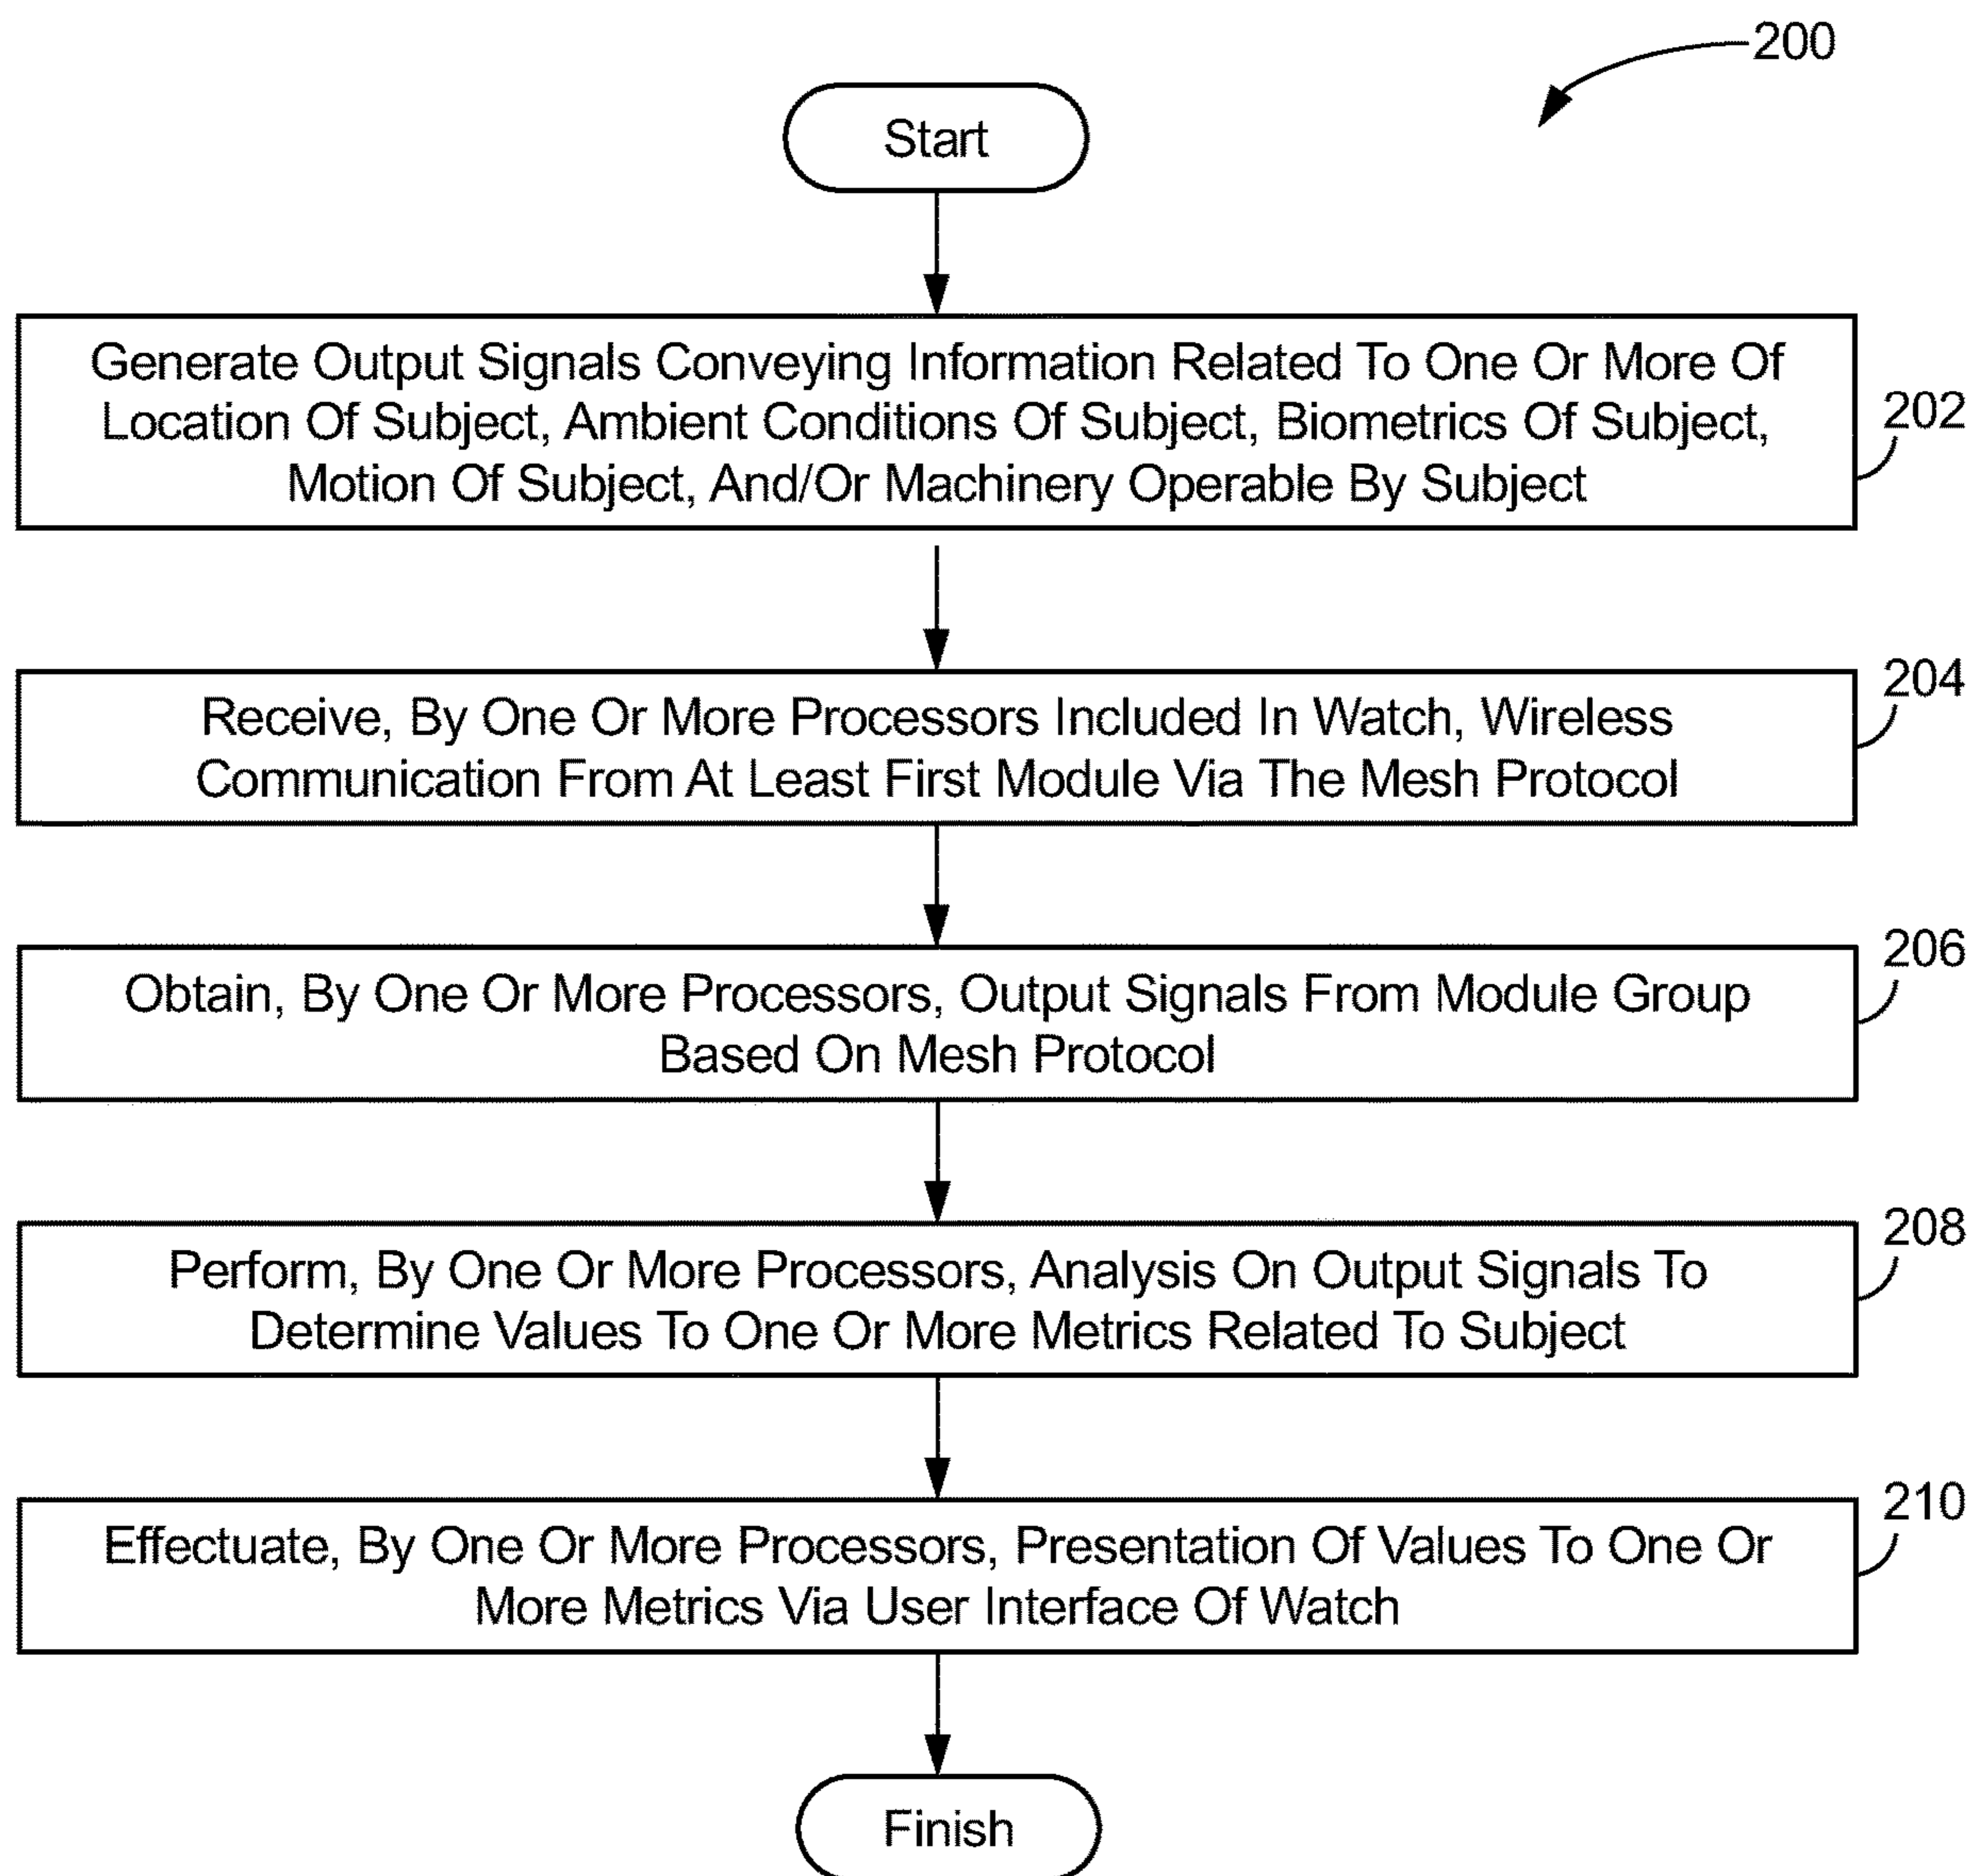 200
Start
Generate Output Signals Conveying Information Related To One Or More Of
Location Of Subject, Ambient Conditions Of Subject, Biometrics Of Subject,
Motion Of Subject, And/Or Machinery Operable By Subject
202
Receive, By One Or More Processors Included In Watch, Wireless
Communication From At Least First Module Via The Mesh Protocol
204
Obtain, By One Or More Processors, Output Signals From Module Group
Based On Mesh Protocol
206
Perform, By One Or More Processors, Analysis On Output Signals To
Determine Values To One Or More Metrics Related To Subject
208
Effectuate, By One Or More Processors, Presentation Of Values To One Or
More Metrics Via User Interface Of Watch
210
Finish